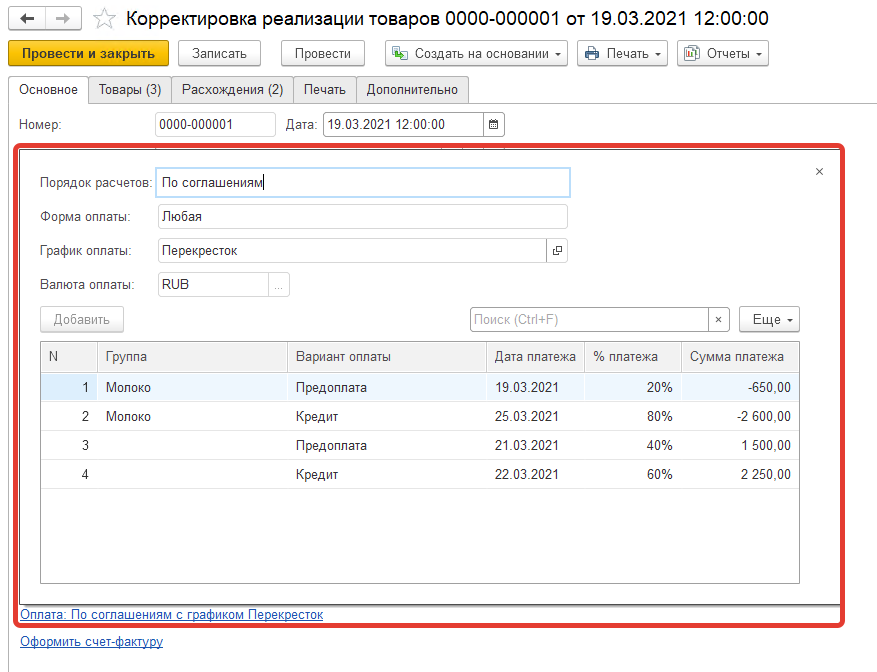 Корректировка реализации товаров 0000-000001 от 19.03.2021 12:00:00
Провести и закрыть Записать Провести Создать на основании Печать Отчеты
Основное Товары (3) Расхождения (2) Печать Дополнительно
Номер: 0000-000001 Дата: 19.03.2021 12:00:00
Порядок расчетов: По соглашениям
Форма оплаты: Любая
График оплаты: Перекресток
Валюта оплаты: RUB ...
Добавить Поиск (Ctrl+F) × Еще
N Группа Вариант оплаты Дата платежа % платежа Сумма платежа
1 Молоко Предоплата 19.03.2021 20% -650,00
2 Молоко Кредит 25.03.2021 80% -2 600,00
3 Предоплата 21.03.2021 40% 1 500,00
4 Кредит 22.03.2021 60% 2 250,00
Оплата: По соглашениям с графиком Перекресток
Оформить счет-фактуру